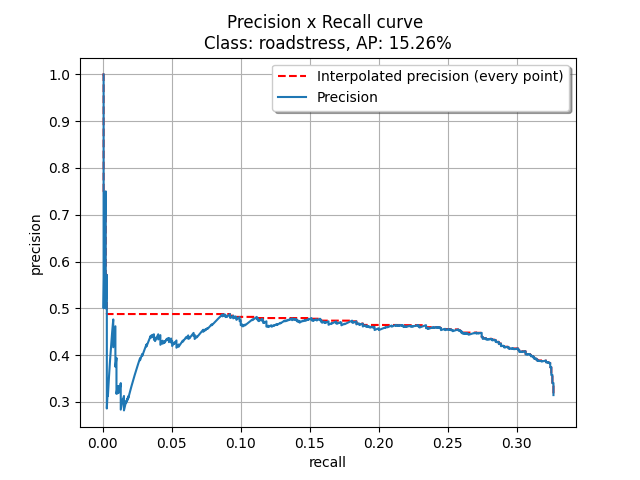 Precision x Recall curve
Class: roadstress, AP: 15.26%
Interpolated precision (every point)
Precision
1.0
0.9
0.8
0.7
0.6
0.5
0.4
0.3
precision
0.00 0.05 0.10 0.15 0.20 0.25 0.30
recall